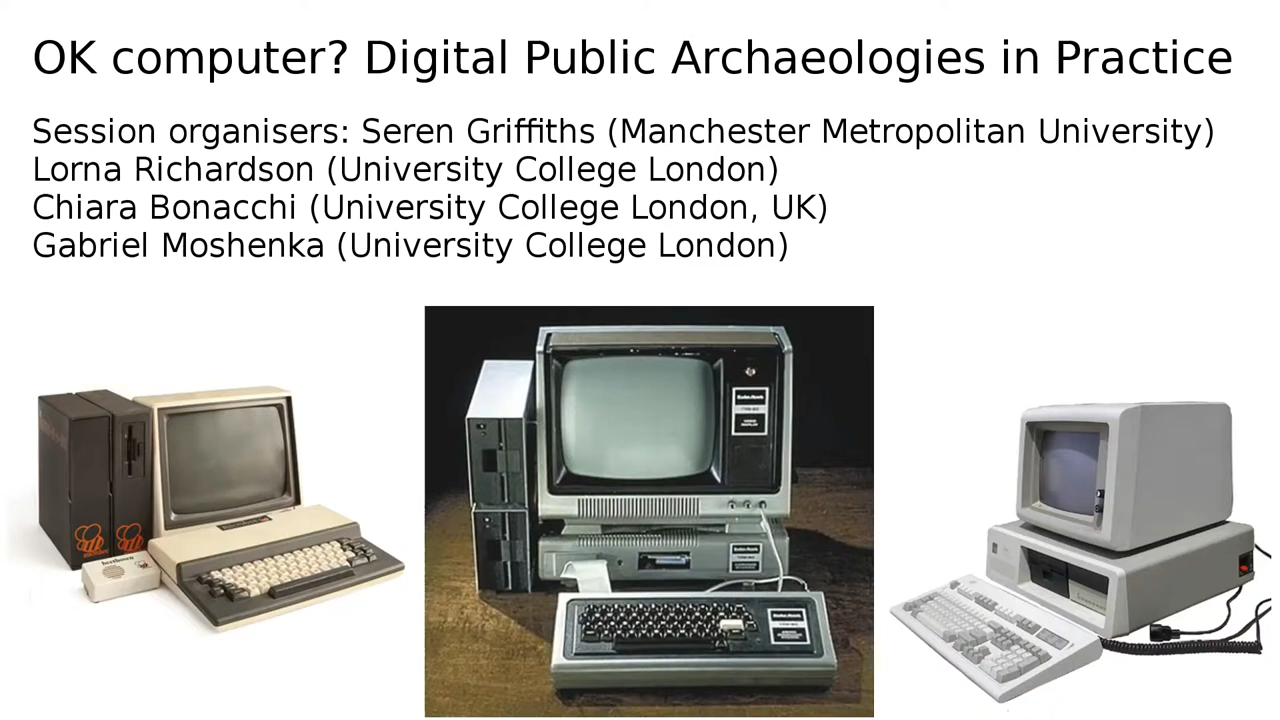 OK computer? Digital Public Archaeologies in Practice
Session organisers: Seren Griffiths (Manchester Metropolitan University)
Lorna Richardson (University College London)
Chiara Bonacchi (University College London, UK)
Gabriel Moshenka (University College London)